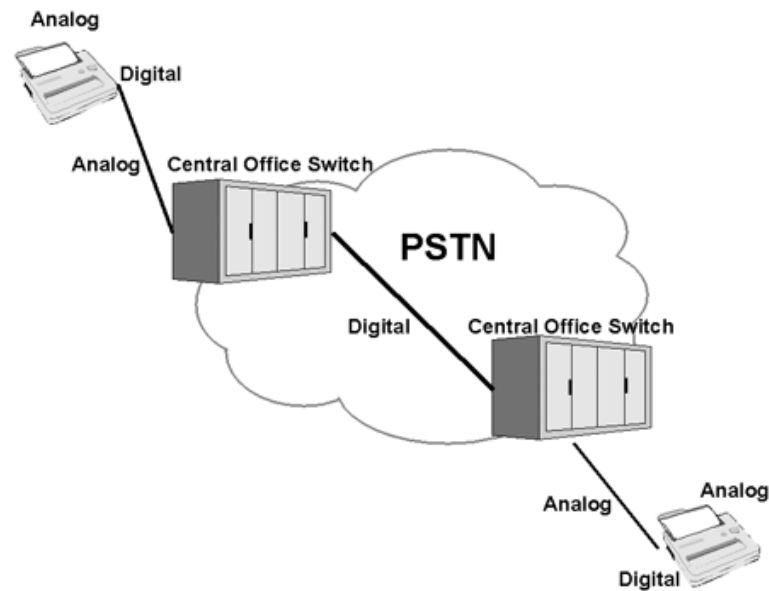 Analog
Digital
Analog
Central Office Switch
PSTN
Digital
Central Office Switch
Analog
Analog
Digital